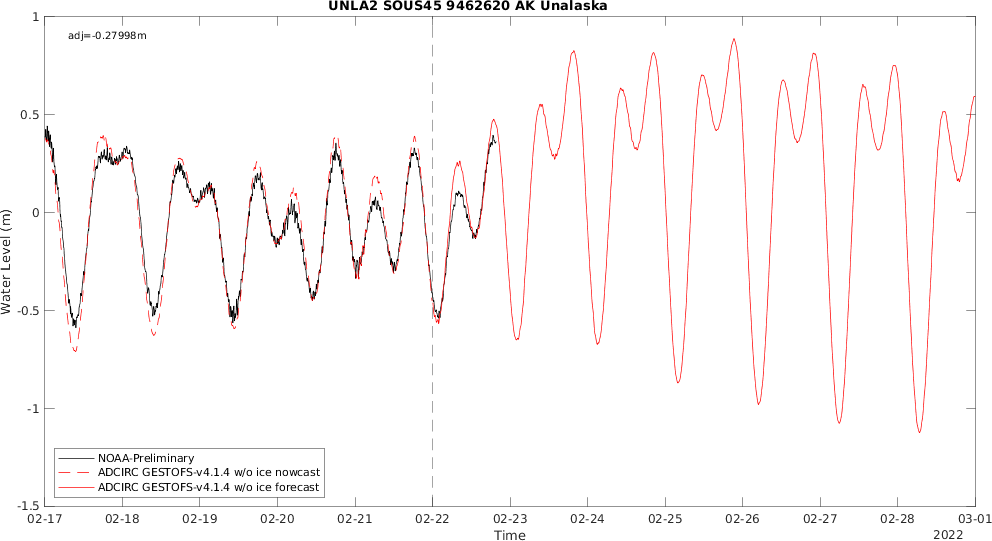 UNLA2 SOUS45 9462620 AK Unalaska
adj=-0.27998m
1
0.5
0
-0.5
-1
-1.5
Water Level (m)
NOAA-Preliminary
ADCIRC GESTOFS-v4.1.4 w/o ice nowcast
ADCIRC GESTOFS-v4.1.4 w/o ice forecast
02-17 02-18 02-19 02-20 02-21 02-22 02-23 02-24 02-25 02-26 02-27 02-28 03-01
Time
2022